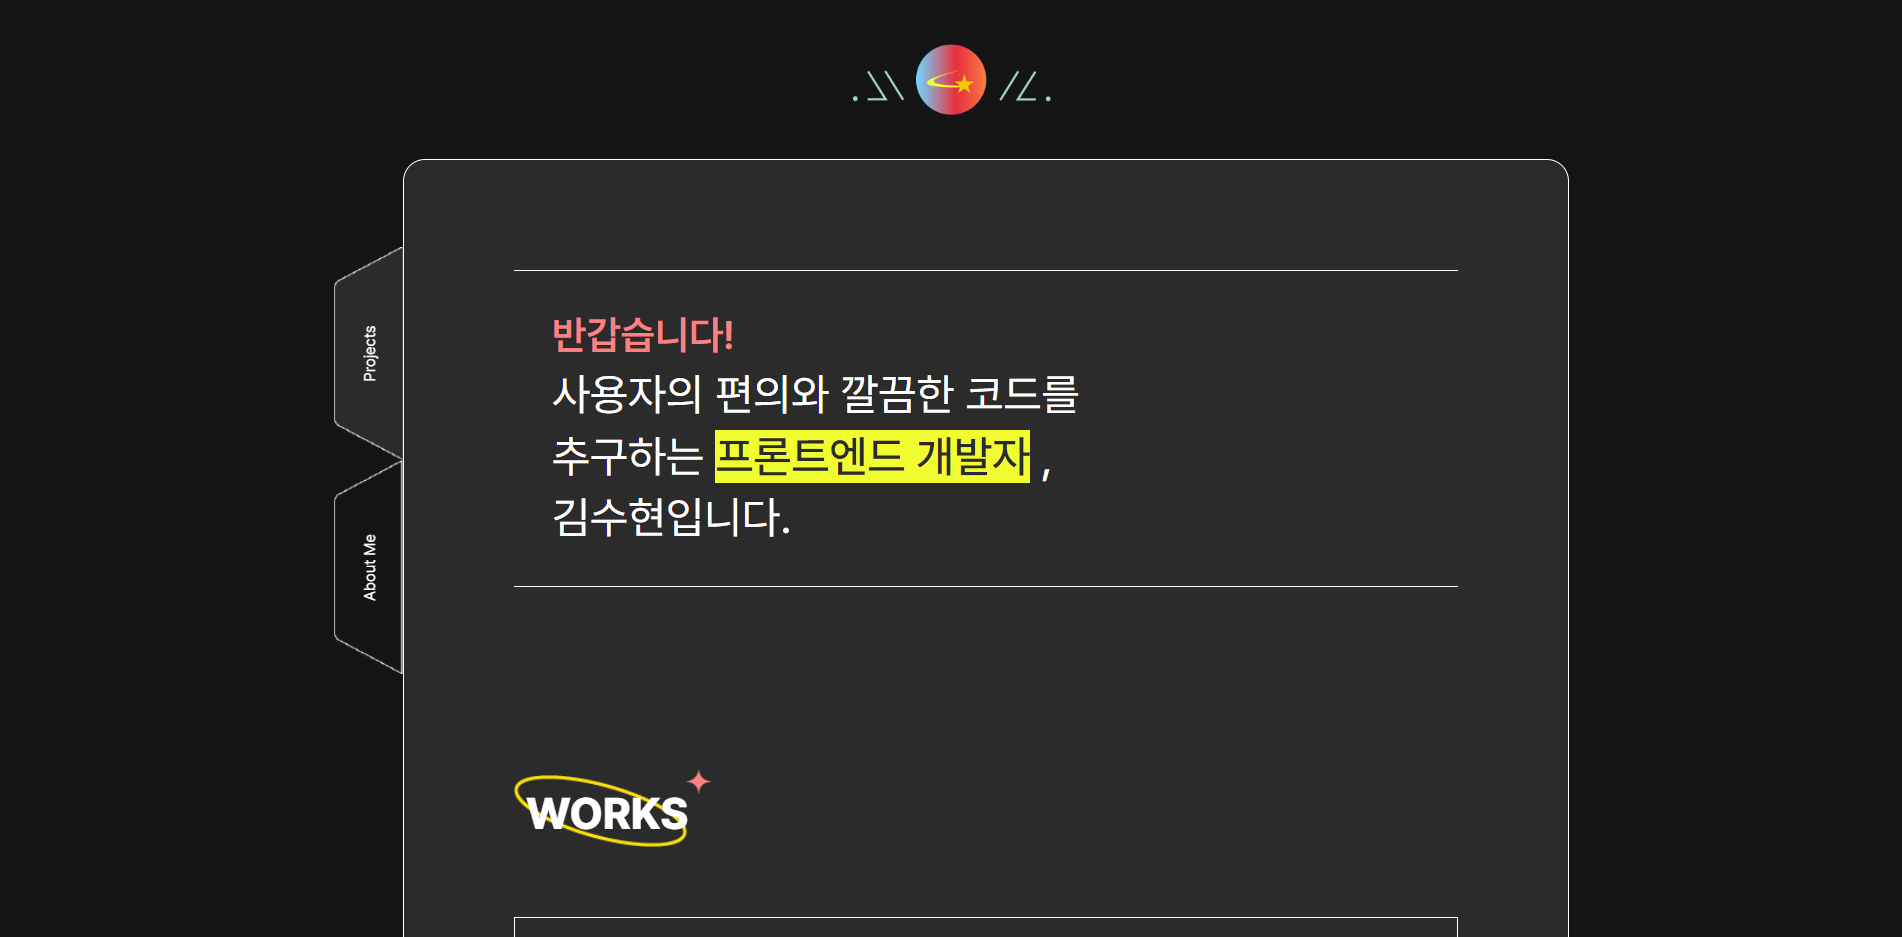 Projects
About Me
반갑습니다!
사용자의 편의와 깔끔한 코드를
추구하는 프론트엔드 개발자 ,
김수현입니다.
WORKS